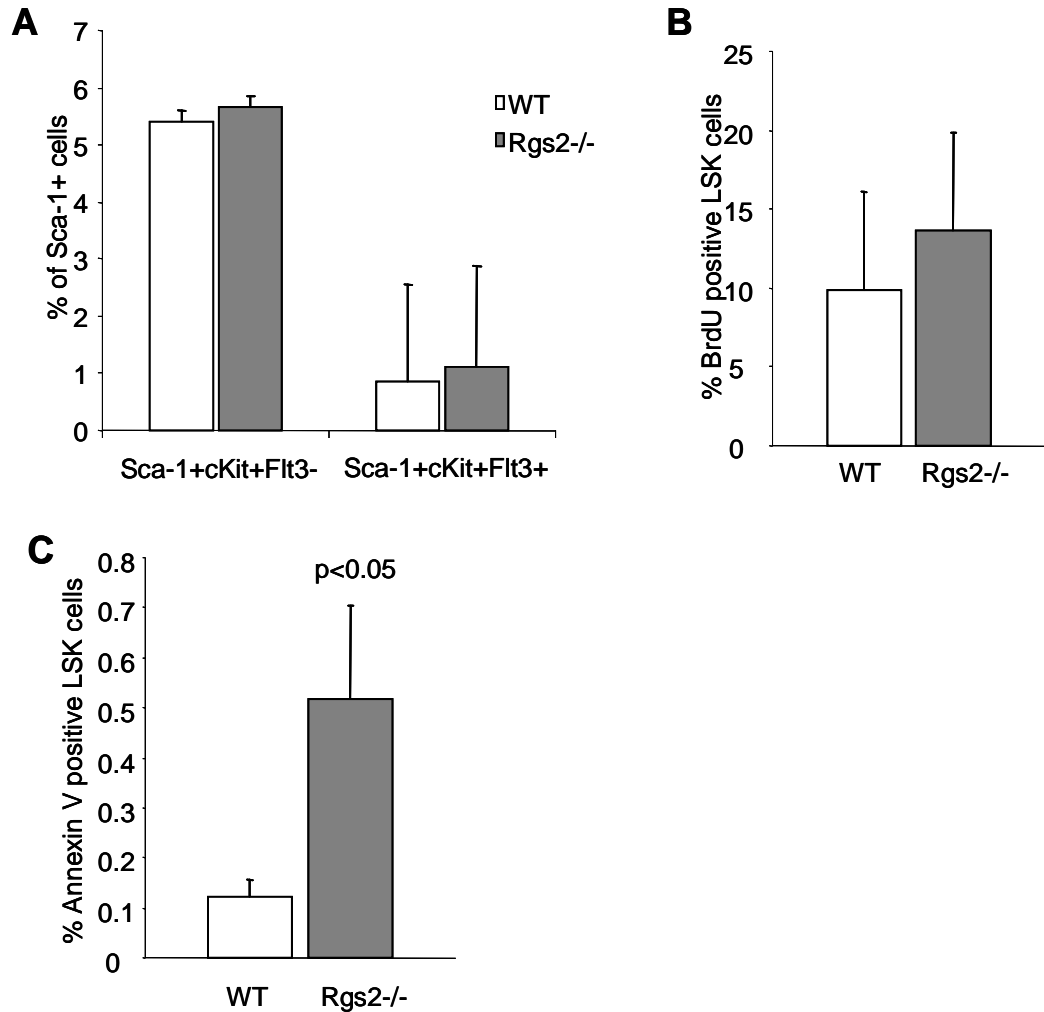 A
7
6
5
4
3
2
1
0
% of Sca-1+ cells
WT
Rgs2-/-
Sca-1+cKit+Flt3- Sca-1+cKit+Flt3+
B
25
20
15
10
5
0
% BrdU positive LSK cells
WT Rgs2-/-
C
0.8
0.7
0.6
0.5
0.4
0.3
0.2
0.1
0
% Annexin V positive LSK cells
p<0.05
WT Rgs2-/-